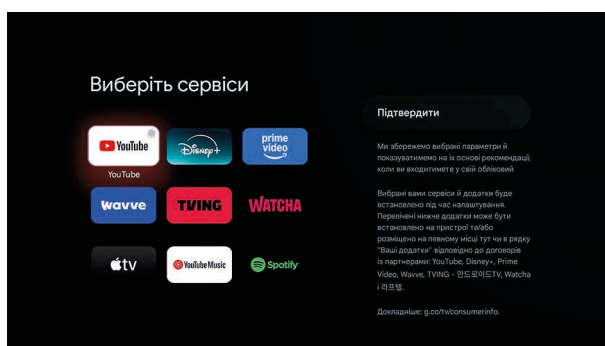 Виберіть сервіси
YouTube
Disney+
prime video
YouTube
wavve
TVING
WATCHA
tv
YouTube Music
Spotify
Підтвердити
Ми збережемо вибрані параметри й
показуватимемо на їх основі рекомендації,
коли ви входитимете у свій обліковий
Вибрані вами сервіси й додатки буде
встановлено під час налаштування.
Перелічені нижче додатки можуть бути
встановлено на пристрої та/або
розміщено на певному місці тут чи в рядку
"Ваші додатки" відповідно до договорів
із партнерами: YouTube, Disney+, Prime
Video, Wavve, TVING - 안드로이드TV, Watcha
і 라프텔.
Докладніше: g.co/tv/consumerinfo.